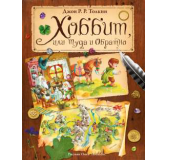 Джон Р. Р. Толкин
Хоббит,
или Туда и Обратно